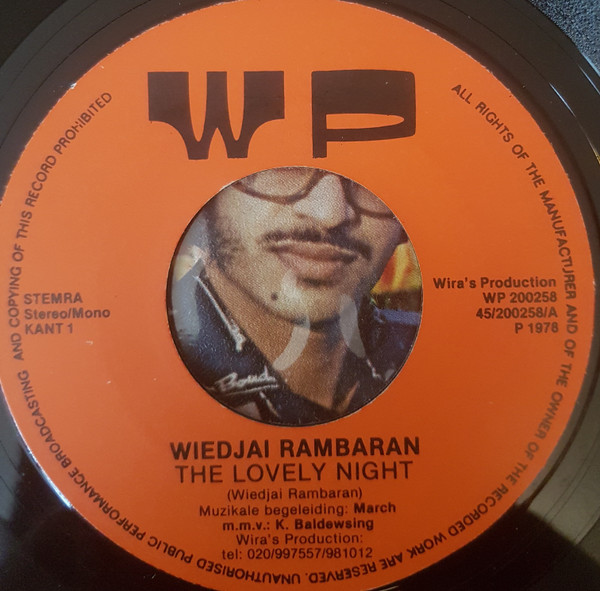 WP
STEMRA
Stereo/Mono
KANT 1
Wira's Production
WP 200258
45/200258/A
P 1978
WIEDJAI RAMBARAN
THE LOVELY NIGHT
(Wiedjai Rambaran)
Muzikale begeleiding: March
m.m.v.: K. Baldewsing
Wira's Production:
tel: 020/997557/981012
ALL RIGHTS OF THE MANUFACTURER AND OF THE OWNER OF THE RECORDED WORK ARE RESERVED. UNAUTHORISED PUBLIC PERFORMANCE BROADCASTING AND COPYING OF THIS RECORD PROHIBITED